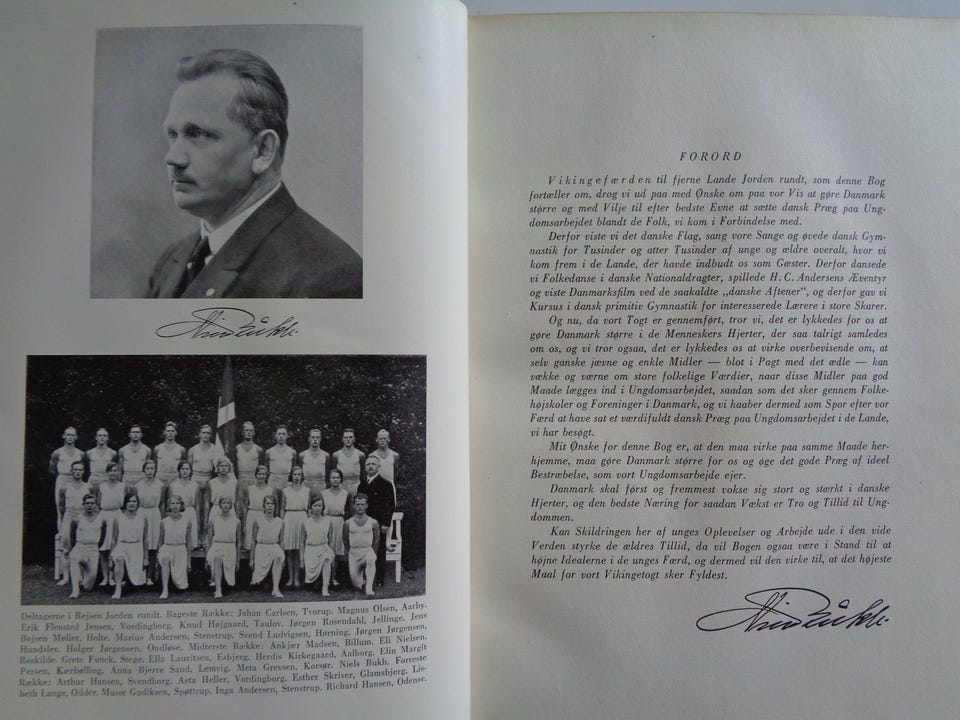 Niels Bukh.
Deltagerne i Rejsen Jorden rundt. Bageste Række: Johan Carlsen, Tvorup. Magnus Olsen, Aarby.
Erik Flensted Jensen, Vordingborg. Knud Højgaard, Taulov. Jørgen Rosendahl, Jellinge. Jens
Bojsen Møller, Holte. Marius Andersen, Stenstrup. Svend Ludvigsen, Hørning. Jørgen Jørgensen,
Hundslev. Holger Jørgensen, Ondløse. Midterste Række: Ankjær Madsen, Billum. Eli Nielsen,
Roskilde. Grete Funck, Stege. Ella Lauritsen, Esbjerg. Herdis Kirkegaard, Aalborg. Elin Margit
Persen, Kærbølling. Anna Bjerre Sand, Lemvig. Meta Grevsen, Korsør. Niels Bukh. Forreste
Række: Arthur Hansen, Svendborg. Asta Heller, Vordingborg. Esther Skriver, Glamsbjerg. Lis-
beth Lange, Odder. Musse Gudiksen, Spøttrup. Inga Andersen, Stenstrup. Richard Hansen, Odense.
FORORD
Vikingefærden til fjerne Lande Jorden rundt, som denne Bog
fortæller om, drog vi ud paa med Ønske om paa vor Vis at gøre Danmark
større og med Vilje til efter bedste Evne at sætte dansk Præg paa Ung-
domsarbejdet blandt de Folk, vi kom i Forbindelse med.
Derfor viste vi det danske Flag, sang vore Sange og øvede dansk Gym-
nastik for Tusinder og atter Tusinder af unge og ældre overalt, hvor vi
kom frem i de Lande, der havde indbudt os som Gæster. Derfor dansede
vi Folkedanse i danske Nationaldragter, spillede H. C. Andersens Æventyr
og viste Danmarksfilm ved de saakaldte „danske Aftener“, og derfor gav vi
Kursus i dansk primitiv Gymnastik for interesserede Lærere i store Skarer.
Og nu, da vort Togt er gennemført, tror vi, det er lykkedes for os at
gøre Danmark større i de Menneskers Hjerter, der saa talrigt samledes
om os, og vi tror ogsaa, det er lykkedes os at virke overbevisende om, at
selv ganske jævne og enkle Midler — blot i Pagt med det ædle — kan
vække og værne om store folkelige Værdier, naar disse Midler paa god
Maade lægges ind i Ungdomsarbejdet, saadan som det sker gennem Folke-
højskoler og Foreninger i Danmark, og vi haaber dermed som Spor efter vor
Færd at have sat et værdifuldt dansk Præg paa Ungdomsarbejdet i de Lande,
vi har besøgt.
Mit Ønske for denne Bog er, at den maa virke paa samme Maade her-
hjemme, maa gøre Danmark større for os og øge det gode Præg af ideel
Bestræbelse, som vort Ungdomsarbejde ejer.
Danmark skal først og fremmest vokse sig stort og stærkt i danske
Hjerter, og den bedste Næring for saadan Vækst er Tro og Tillid til Ung-
dommen.
Kan Skildringen her af unges Oplevelser og Arbejde ude i den vide
Verden styrke de ældres Tillid, da vil Bogen ogsaa være i Stand til at
højne Idealerne i de unges Færd, og dermed vil den virke til, at det højeste
Maal for vort Vikingetogt sker Fyldest.
Niels Bukh.